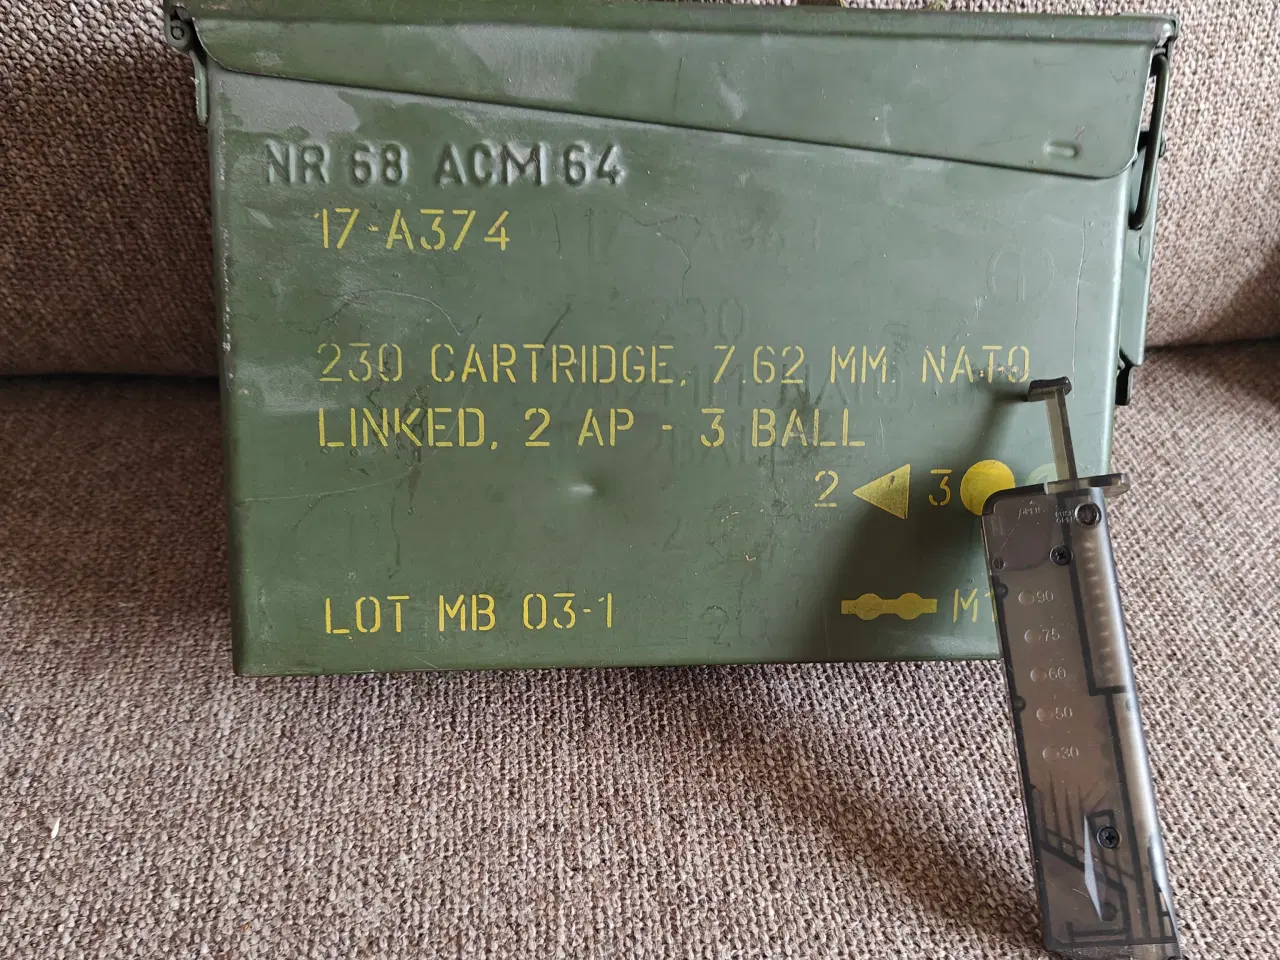 NR 68 ACM 64
17-A374
230 CARTRIDGE, 7.62 MM. NATO
LINKED, 2 AP - 3 BALL
2 3
LOT MB 03-1
90
75
60
50
30